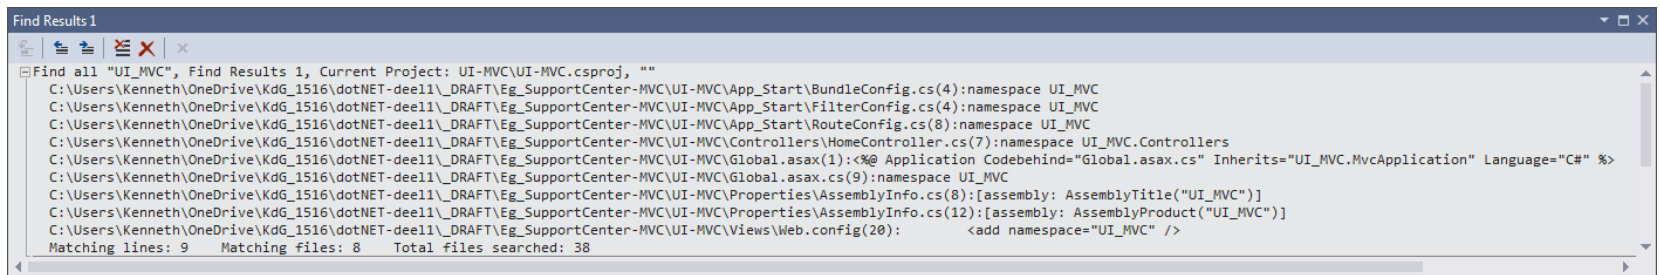 Find Results 1
Find all "UI_MVC", Find Results 1, Current Project: UI-MVC\UI-MVC.csproj, ""
C:\Users\Kenneth\OneDrive\KdG_1516\dotNET-deel1\_DRAFT\Eg_SupportCenter-MVC\UI-MVC\App_Start\BundleConfig.cs(4):namespace UI_MVC
C:\Users\Kenneth\OneDrive\KdG_1516\dotNET-deel1\_DRAFT\Eg_SupportCenter-MVC\UI-MVC\App_Start\FilterConfig.cs(4):namespace UI_MVC
C:\Users\Kenneth\OneDrive\KdG_1516\dotNET-deel1\_DRAFT\Eg_SupportCenter-MVC\UI-MVC\App_Start\RouteConfig.cs(8):namespace UI_MVC
C:\Users\Kenneth\OneDrive\KdG_1516\dotNET-deel1\_DRAFT\Eg_SupportCenter-MVC\UI-MVC\Controllers\HomeController.cs(7):namespace UI_MVC.Controllers
C:\Users\Kenneth\OneDrive\KdG_1516\dotNET-deel1\_DRAFT\Eg_SupportCenter-MVC\UI-MVC\Global.asax(1):<%@ Application Codebehind="Global.asax.cs" Inherits="UI_MVC.MvcApplication" Language="C#" %>
C:\Users\Kenneth\OneDrive\KdG_1516\dotNET-deel1\_DRAFT\Eg_SupportCenter-MVC\UI-MVC\Global.asax.cs(9):namespace UI_MVC
C:\Users\Kenneth\OneDrive\KdG_1516\dotNET-deel1\_DRAFT\Eg_SupportCenter-MVC\UI-MVC\Properties\AssemblyInfo.cs(8):[assembly: AssemblyTitle("UI_MVC")]
C:\Users\Kenneth\OneDrive\KdG_1516\dotNET-deel1\_DRAFT\Eg_SupportCenter-MVC\UI-MVC\Properties\AssemblyInfo.cs(12):[assembly: AssemblyProduct("UI_MVC")]
C:\Users\Kenneth\OneDrive\KdG_1516\dotNET-deel1\_DRAFT\Eg_SupportCenter-MVC\UI-MVC\Views\Web.config(20):        <add namespace="UI_MVC" />
Matching lines: 9    Matching files: 8    Total files searched: 38